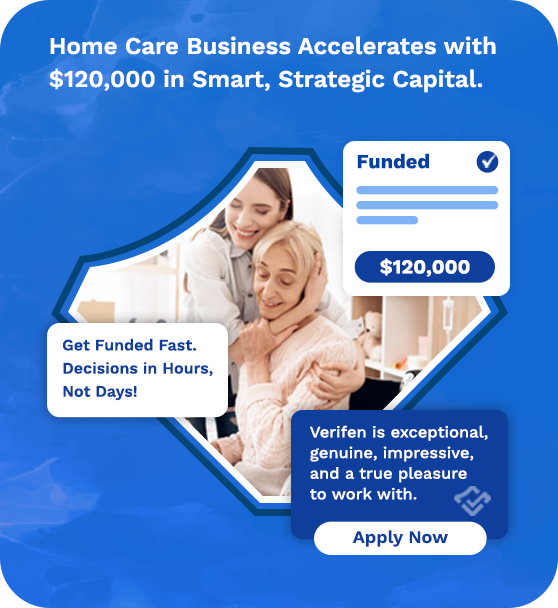 Home Care Business Accelerates with
$120,000 in Smart, Strategic Capital.
Funded
$120,000
Get Funded Fast.
Decisions in Hours,
Not Days!
Verifen is exceptional,
genuine, impressive,
and a true pleasure
to work with.
Apply Now